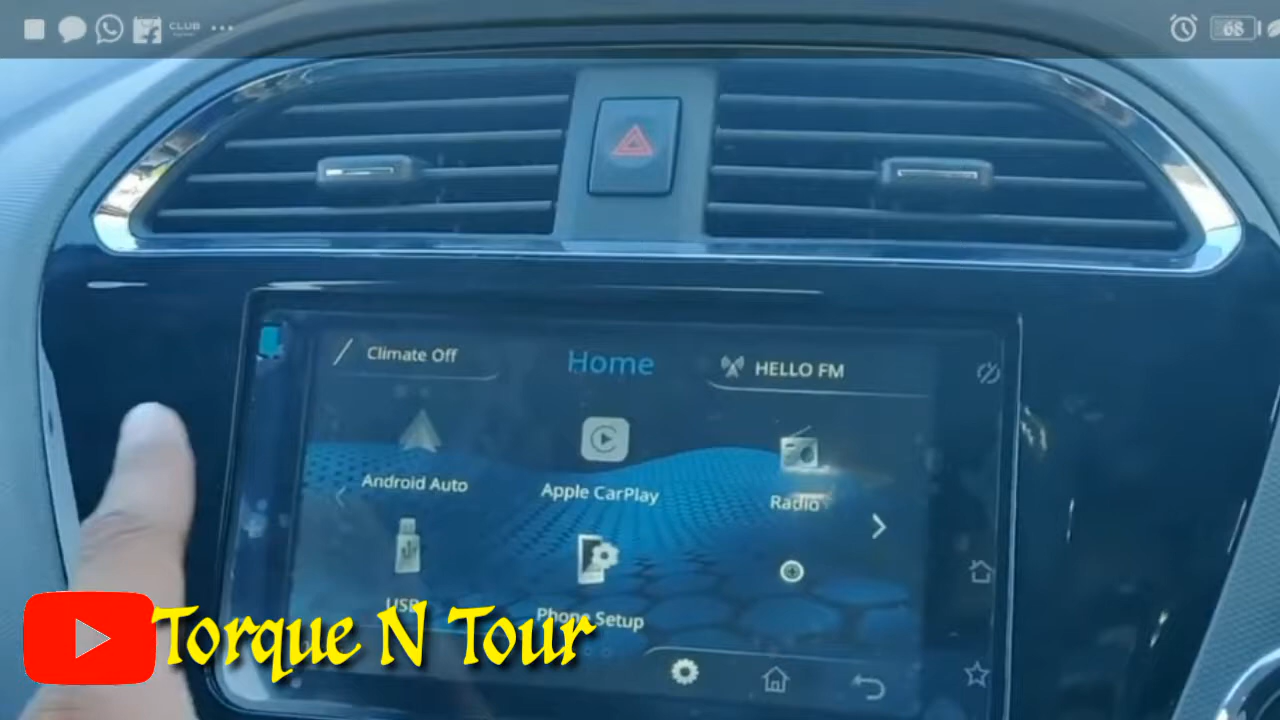 CLUB
68
Climate Off
Home
HELLO FM
Android Auto
Apple CarPlay
Radio
USB
Phone Setup
Torque N Tour